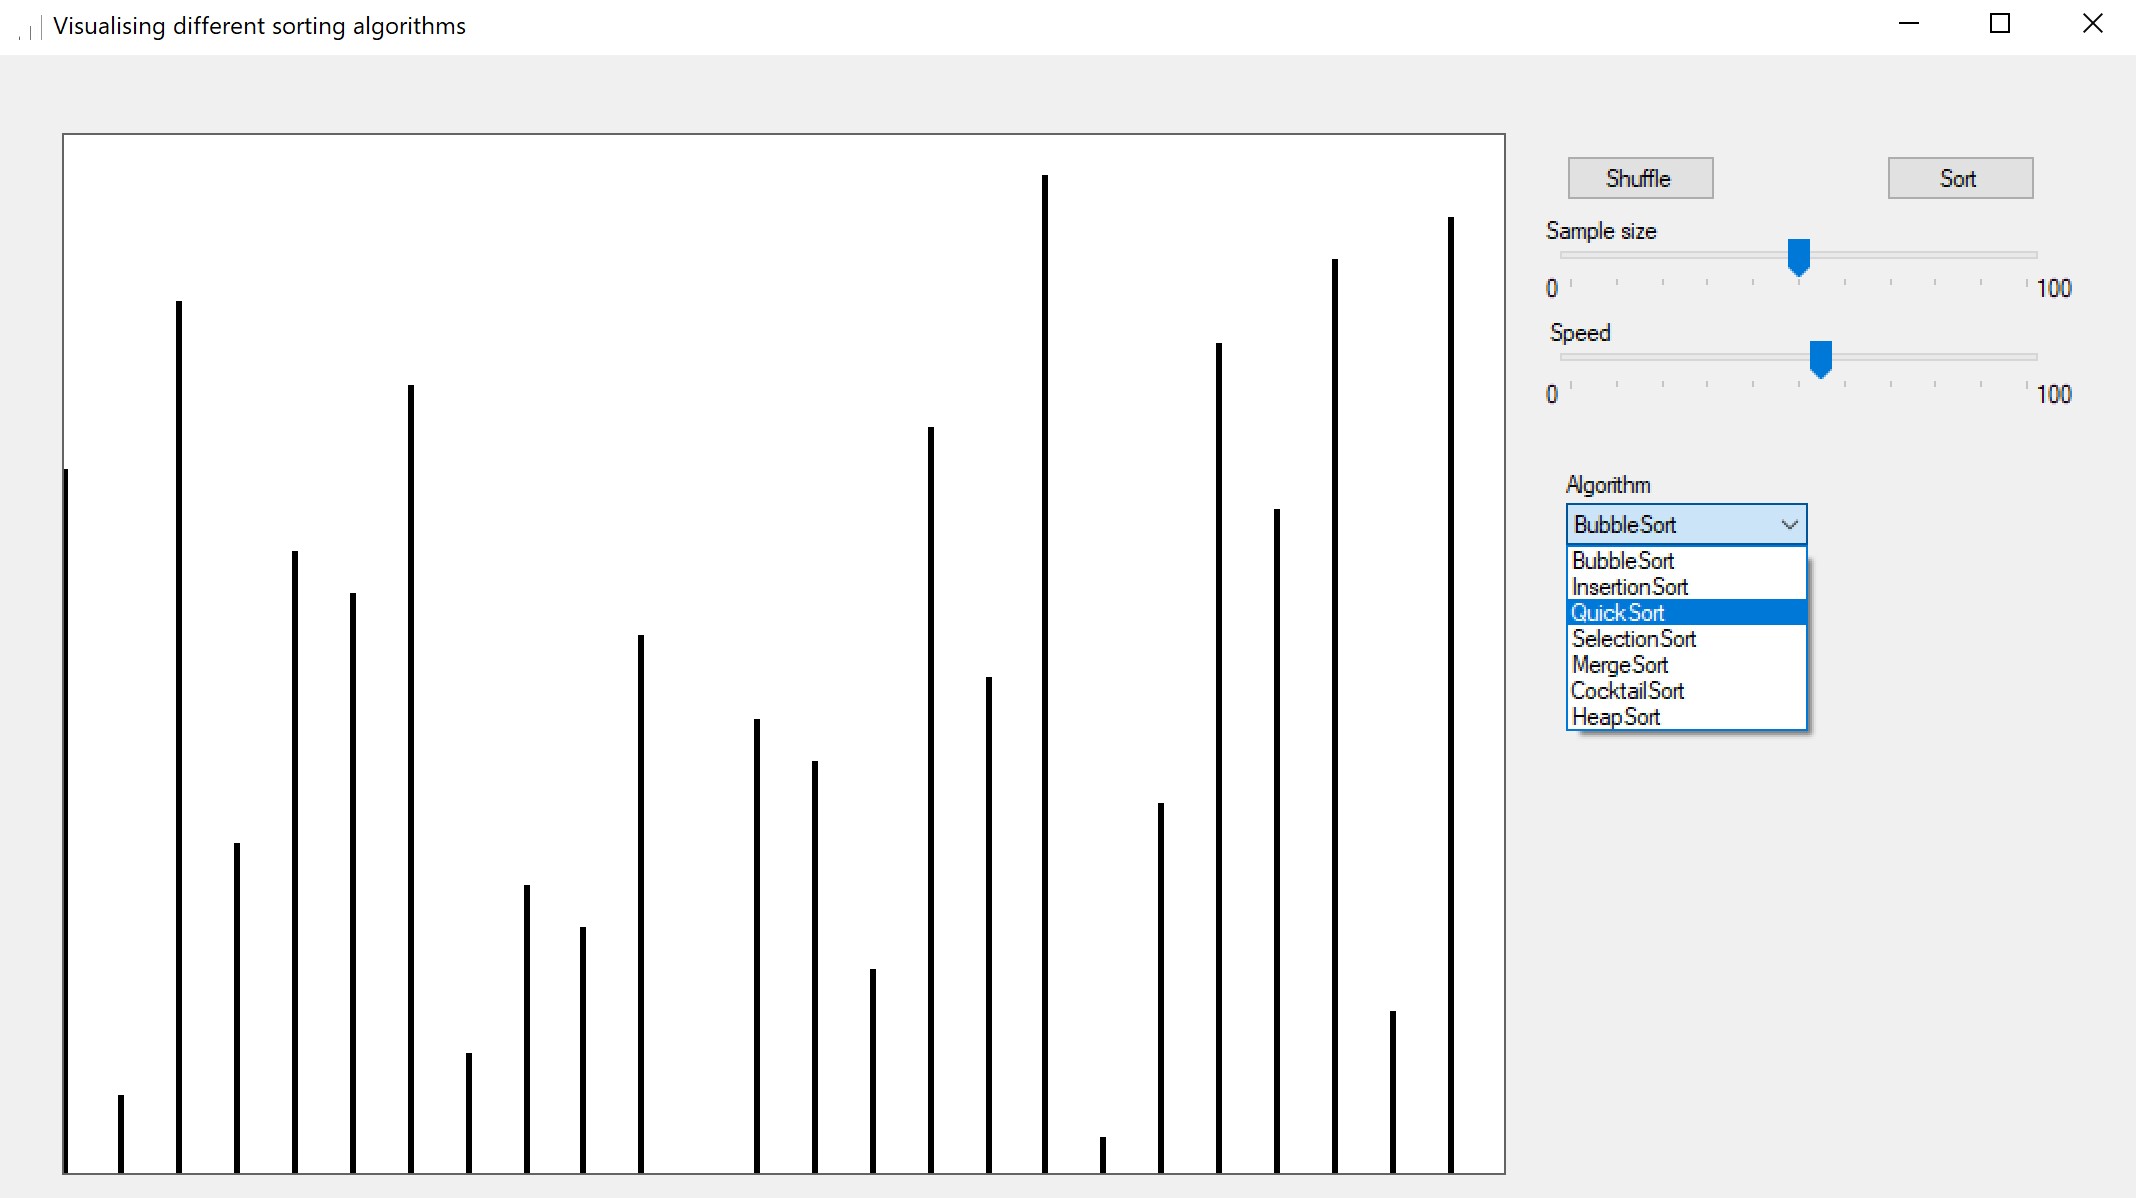 Visualising different sorting algorithms
Shuffle
Sort
Sample size
0
100
Speed
0
100
Algorithm
BubbleSort
BubbleSort
InsertionSort
QuickSort
SelectionSort
MergeSort
CocktailSort
HeapSort